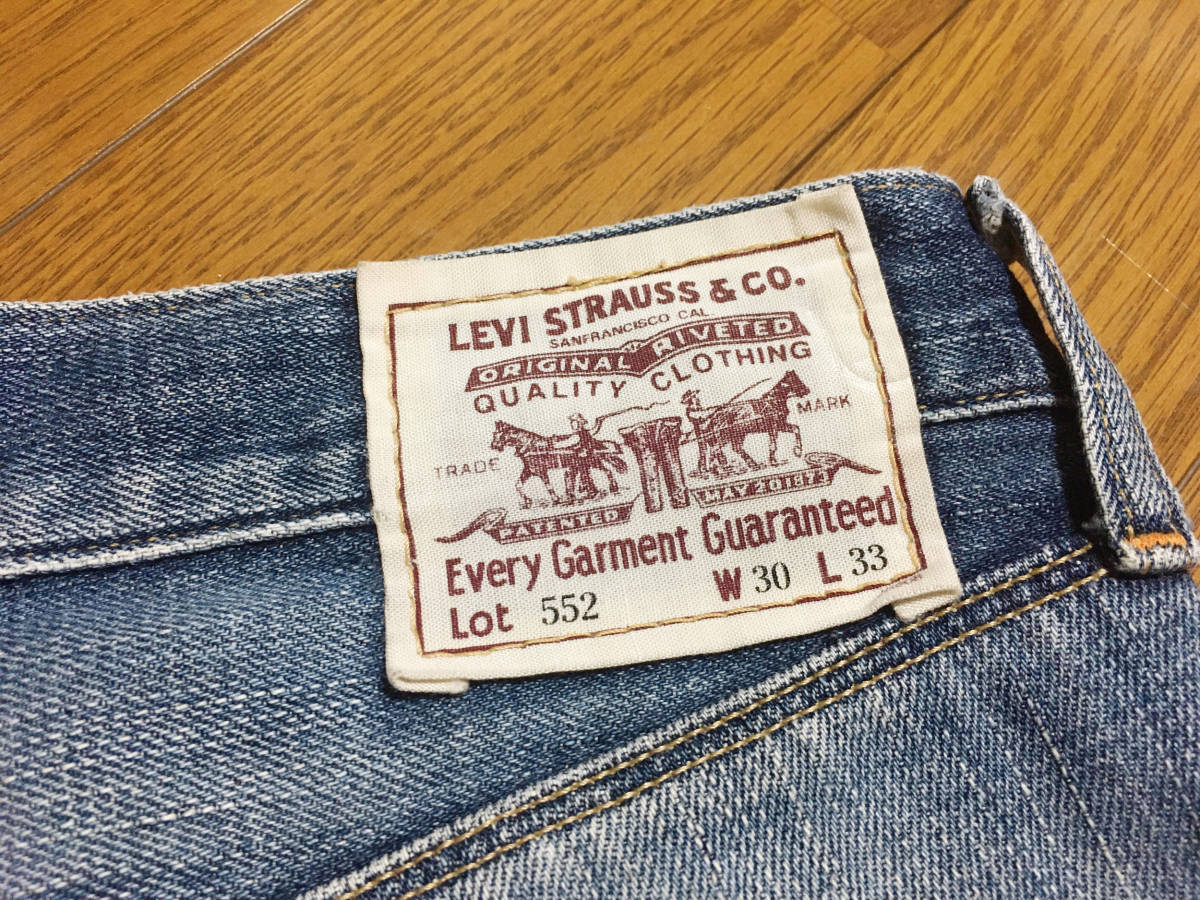 LEVI STRAUSS & CO.
SANFRANCISCO CAL
ORIGINAL RIVETED
QUALITY CLOTHING
TRADE MARK
PATENTED MAY 20 1873
Every Garment Guaranteed
Lot 552 W 30 L 33